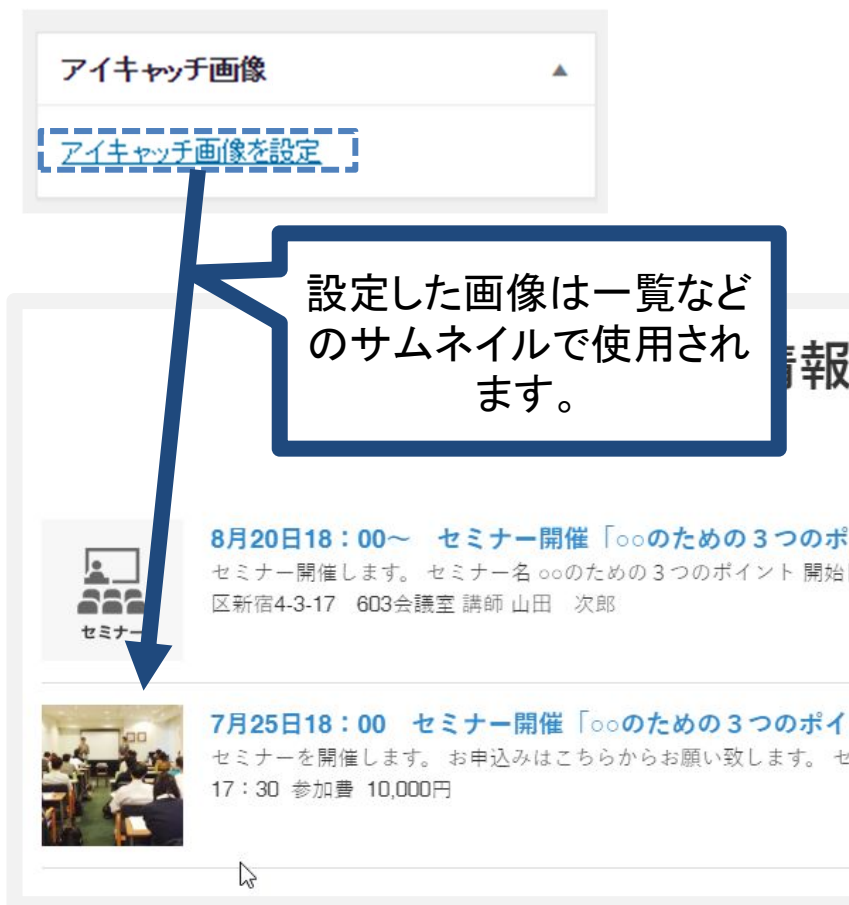 アイキャッチ画像
アイキャッチ画像を設定
設定した画像は一覧など
のサムネイルで使用され
ます。
報
8月20日18：00～　セミナー開催「○○のための３つのポ
セミナー開催します。 セミナー名 ○○のための３つのポイント 開始
区新宿4-3-17　603会議室 講師 山田　次郎
セミナー
7月25日18：00　セミナー開催「○○のための３つのポイ
セミナーを開催します。 お申込みはこちらからお願い致します。 セ
17：30 参加費 10,000円